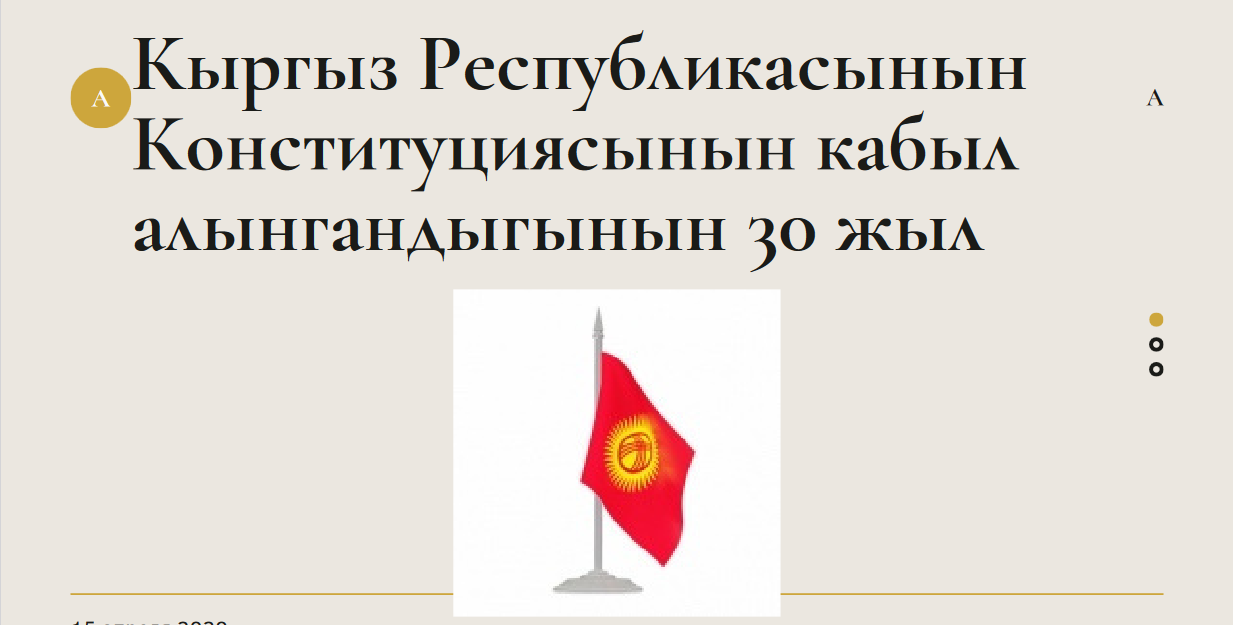 Кыргыз Республикасынын
А
А
Конституциясынын кабыл
алынгандыгынын 30 жыл